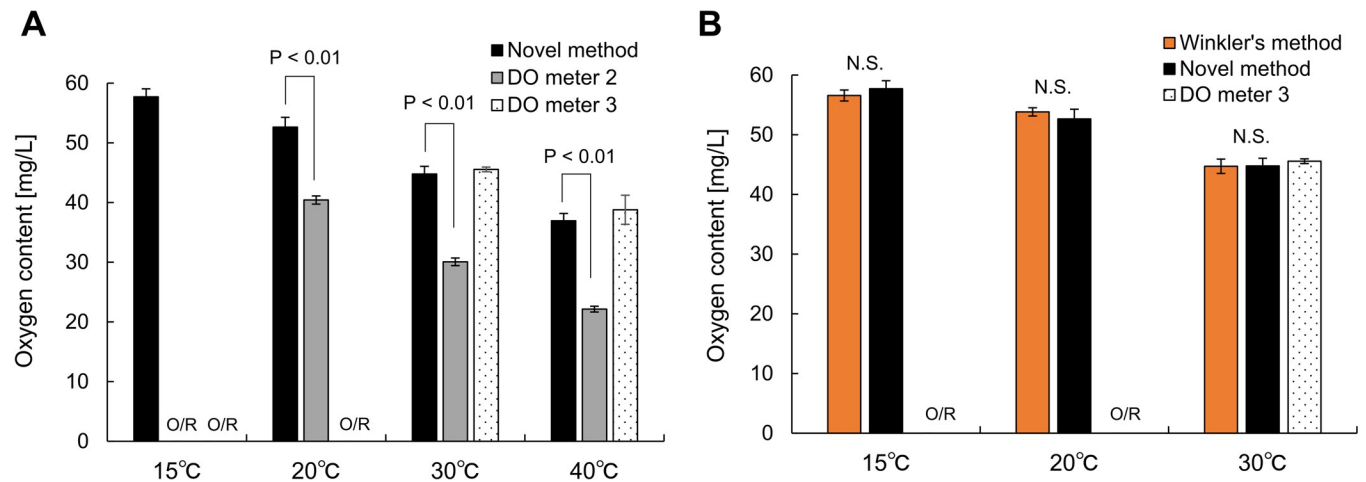 A
Novel method
DO meter 2
DO meter 3
P < 0.01
P < 0.01
P < 0.01
Oxygen content [mg/L]
60
50
40
30
20
10
0
O/R O/R
O/R
15℃ 20℃ 30℃ 40℃
B
Winkler's method
Novel method
DO meter 3
N.S.
N.S.
N.S.
Oxygen content [mg/L]
60
50
40
30
20
10
0
O/R
O/R
15℃ 20℃ 30℃